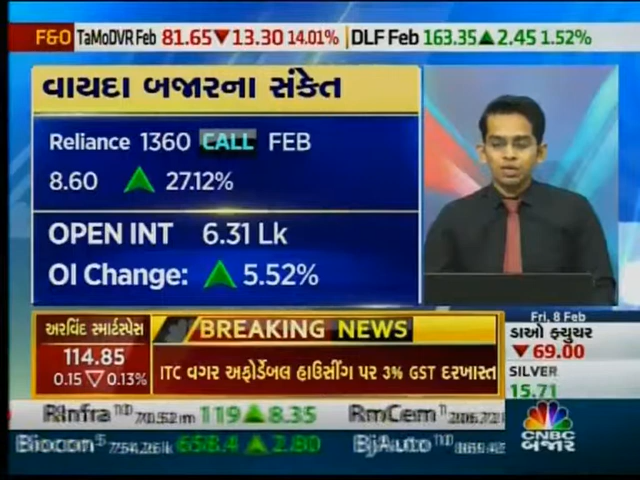 F&O TaMoDVR Feb 81.65▼13.30 14.01% | DLF Feb 163.35▲2.45 1.52%
વાયદા બજારના સંકેત
Reliance 1360 CALL FEB
8.60 ▲ 27.12%
OPEN INT 6.31 Lk
OI Change: ▲ 5.52%
અરવિંદ સ્માર્ટસ્પેસ
114.85
0.15 ▽ 0.13%
BREAKING NEWS
ITC વગર અફોર્ડેબલ હાઉસીંગ પર 3% GST દરખાસ્ત
Fri, 8 Feb
ડાઓ ફ્યુચર
▼69.00
SILVER
15.71
RInfra 119▲8.35 RmCem
Biocon 658.4▲2.80 BjAuto
CNBC
બજાર